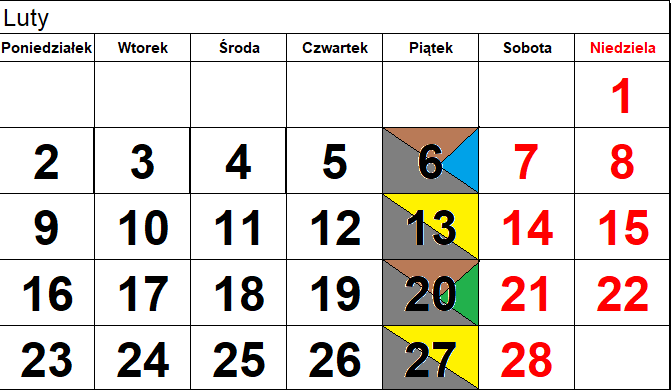 Luty
Poniedziałek Wtorek Środa Czwartek Piątek Sobota Niedziela
1
2 3 4 5 6 7 8
9 10 11 12 13 14 15
16 17 18 19 20 21 22
23 24 25 26 27 28